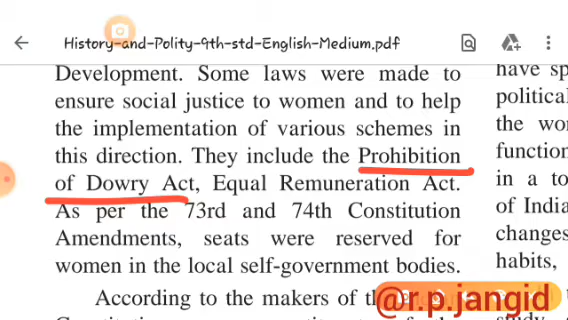 History-and-Polity-9th-std-English-Medium.pdf
Development. Some laws were made to
ensure social justice to women and to help
the implementation of various schemes in
this direction. They include the Prohibition
of Dowry Act, Equal Remuneration Act.
As per the 73rd and 74th Constitution
Amendments, seats were reserved for
women in the local self-government bodies.
According to the makers of
have sp
political
the wo
function
in a to
of India
changes
habits,
@r.p.jangid